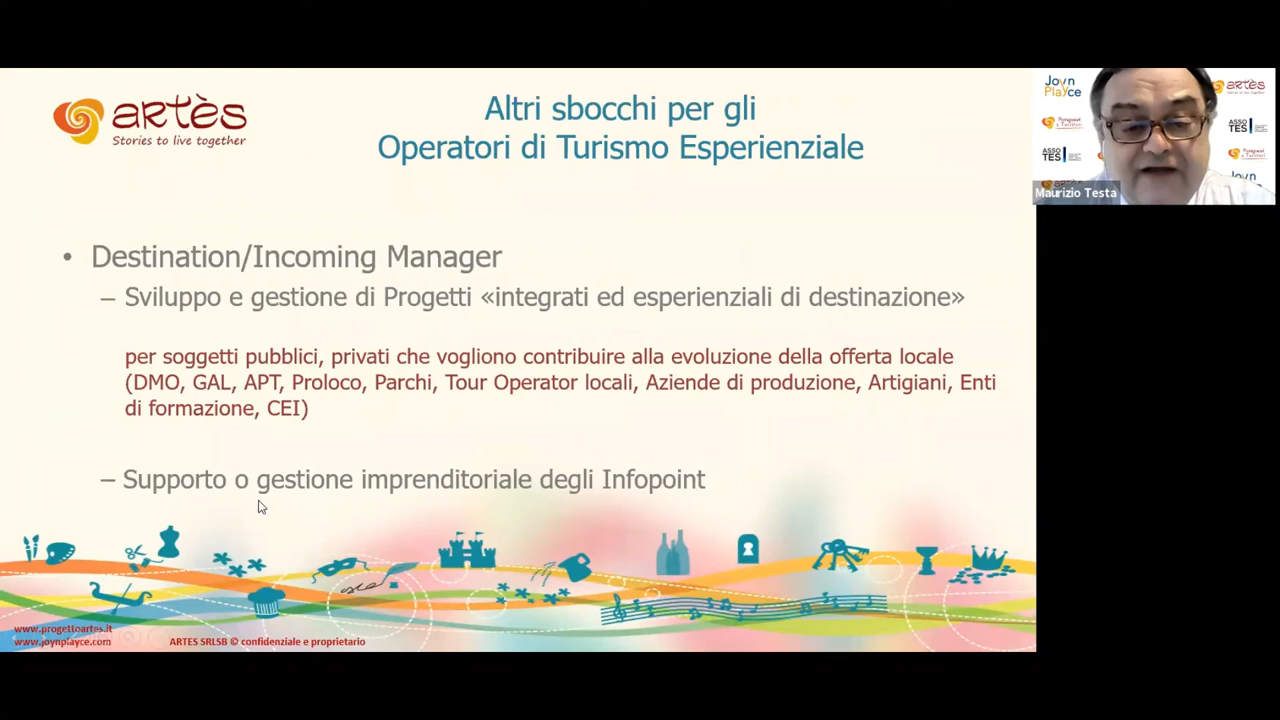 artès
Stories to live together
Altri sbocchi per gli
Operatori di Turismo Esperienziale
• Destination/Incoming Manager
– Sviluppo e gestione di Progetti «integrati ed esperienziali di destinazione»
per soggetti pubblici, privati che vogliono contribuire alla evoluzione della offerta locale
(DMO, GAL, APT, Proloco, Parchi, Tour Operator locali, Aziende di produzione, Artigiani, Enti
di formazione, CEI)
– Supporto o gestione imprenditoriale degli Infopoint
www.progettoartes.it
www.joynplayce.com
ARTES SRLSB © confidenziale e proprietario
Joyn
Playce
artès
ASSO
TES
ASSO
TES
Joyn
Maurizio Testa